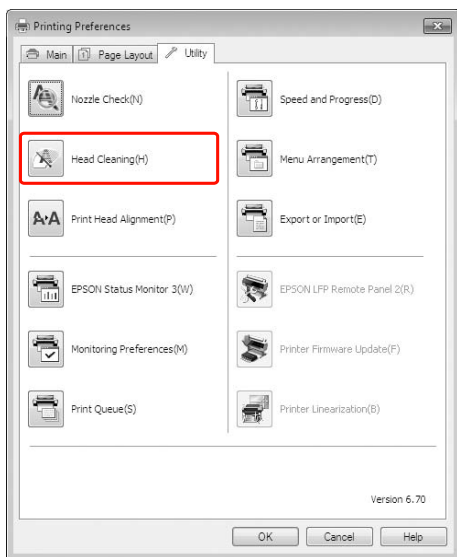 Printing Preferences
Main
Page Layout
Utility
Nozzle Check(N)
Speed and Progress(D)
Head Cleaning(H)
Menu Arrangement(T)
Print Head Alignment(P)
Export or Import(E)
EPSON Status Monitor 3(W)
EPSON LFP Remote Panel 2(R)
Monitoring Preferences(M)
Printer Firmware Update(F)
Print Queue(S)
Printer Linearization(B)
Version 6.70
OK
Cancel
Help